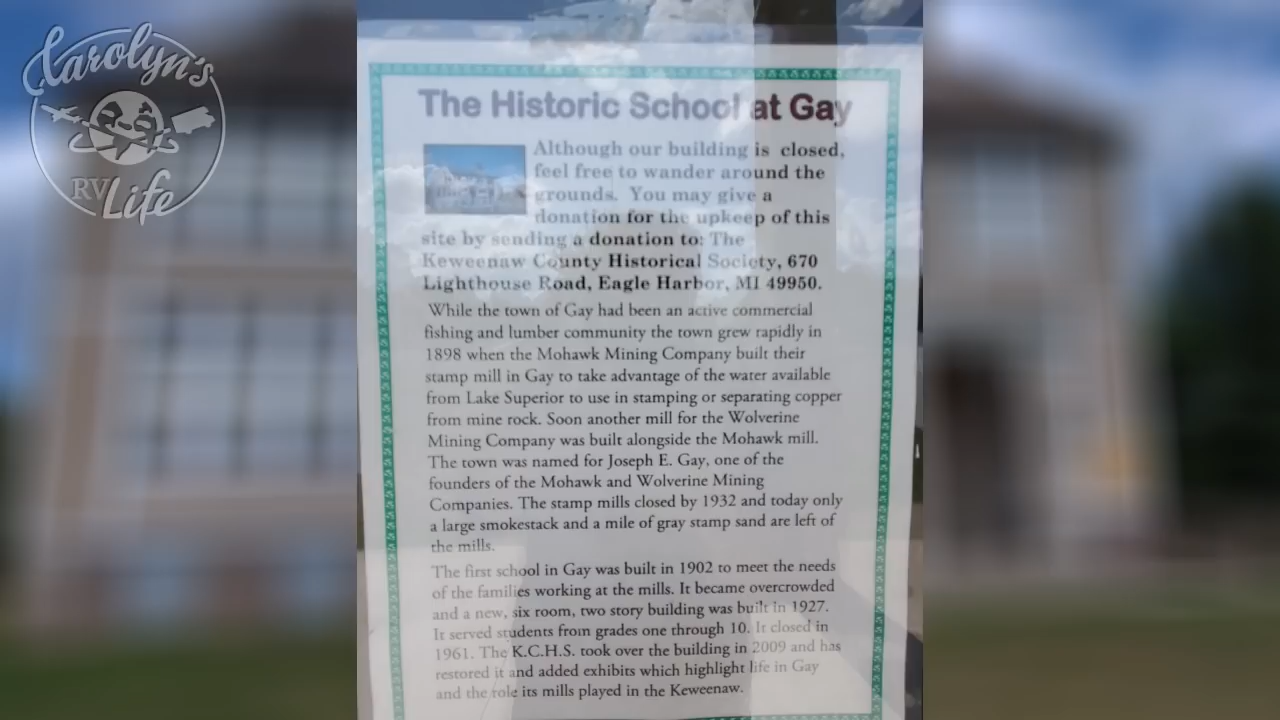 Carolyn's
RV Life
The Historic School at Gay
Although our building is closed,
feel free to wander around the
grounds. You may give a
donation for the upkeep of this
site by sending a donation to: The
Keweenaw County Historical Society, 670
Lighthouse Road, Eagle Harbor, MI 49950.
While the town of Gay had been an active commercial
fishing and lumber community the town grew rapidly in
1898 when the Mohawk Mining Company built their
stamp mill in Gay to take advantage of the water available
from Lake Superior to use in stamping or separating copper
from mine rock. Soon another mill for the Wolverine
Mining Company was built alongside the Mohawk mill.
The town was named for Joseph E. Gay, one of the
founders of the Mohawk and Wolverine Mining
Companies. The stamp mills closed by 1932 and today only
a large smokestack and a mile of gray stamp sand are left of
the mills.
The first school in Gay was built in 1902 to meet the needs
of the families working at the mills. It became overcrowded
and a new, six room, two story building was built in 1927.
It served students from grades one through 10. It closed in
1961. The K.C.H.S. took over the building in 2009 and has
restored it and added exhibits which highlight life in Gay
and the role its mills played in the Keweenaw.